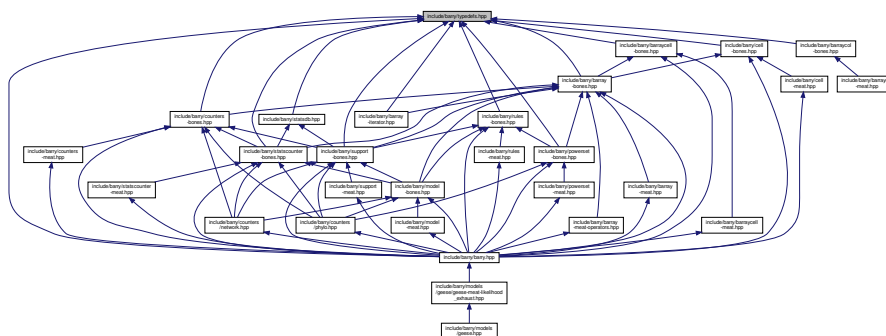 include/barry/typedefs.hpp
include/barry/barraycell
-bones.hpp
include/barry/cell
-bones.hpp
include/barry/barraycol
-bones.hpp
include/barry/barray
-bones.hpp
include/barry/cell
-meat.hpp
include/barry/counters
-bones.hpp
include/barry/statsdb.hpp
include/barry/barray
-iterator.hpp
include/barry/rules
-bones.hpp
include/barry/counters
-meat.hpp
include/barry/statscounter
-bones.hpp
include/barry/support
-bones.hpp
include/barry/rules
-meat.hpp
include/barry/powerset
-bones.hpp
include/barry/statscounter
-meat.hpp
include/barry/support
-meat.hpp
include/barry/model
-bones.hpp
include/barry/powerset
-meat.hpp
include/barry/barray
-meat.hpp
include/barry/counters
/network.hpp
include/barry/counters
/phylo.hpp
include/barry/model
-meat.hpp
include/barry/barray
-meat-operators.hpp
include/barry/barraycell
-meat.hpp
include/barry/barry.hpp
include/barry/models
/geese/geese-meat-likelihood
_exhaust.hpp
include/barry/models
/geese.hpp